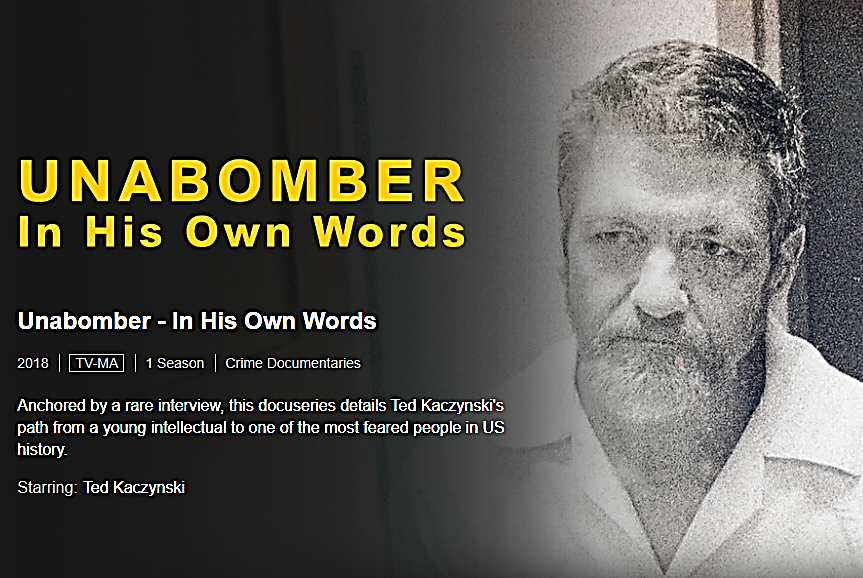 UNABOMBER
In His Own Words
Unabomber - In His Own Words
2018 | TV-MA | 1 Season | Crime Documentaries
Anchored by a rare interview, this docuseries details Ted Kaczynski's
path from a young intellectual to one of the most feared people in US
history.
Starring: Ted Kaczynski